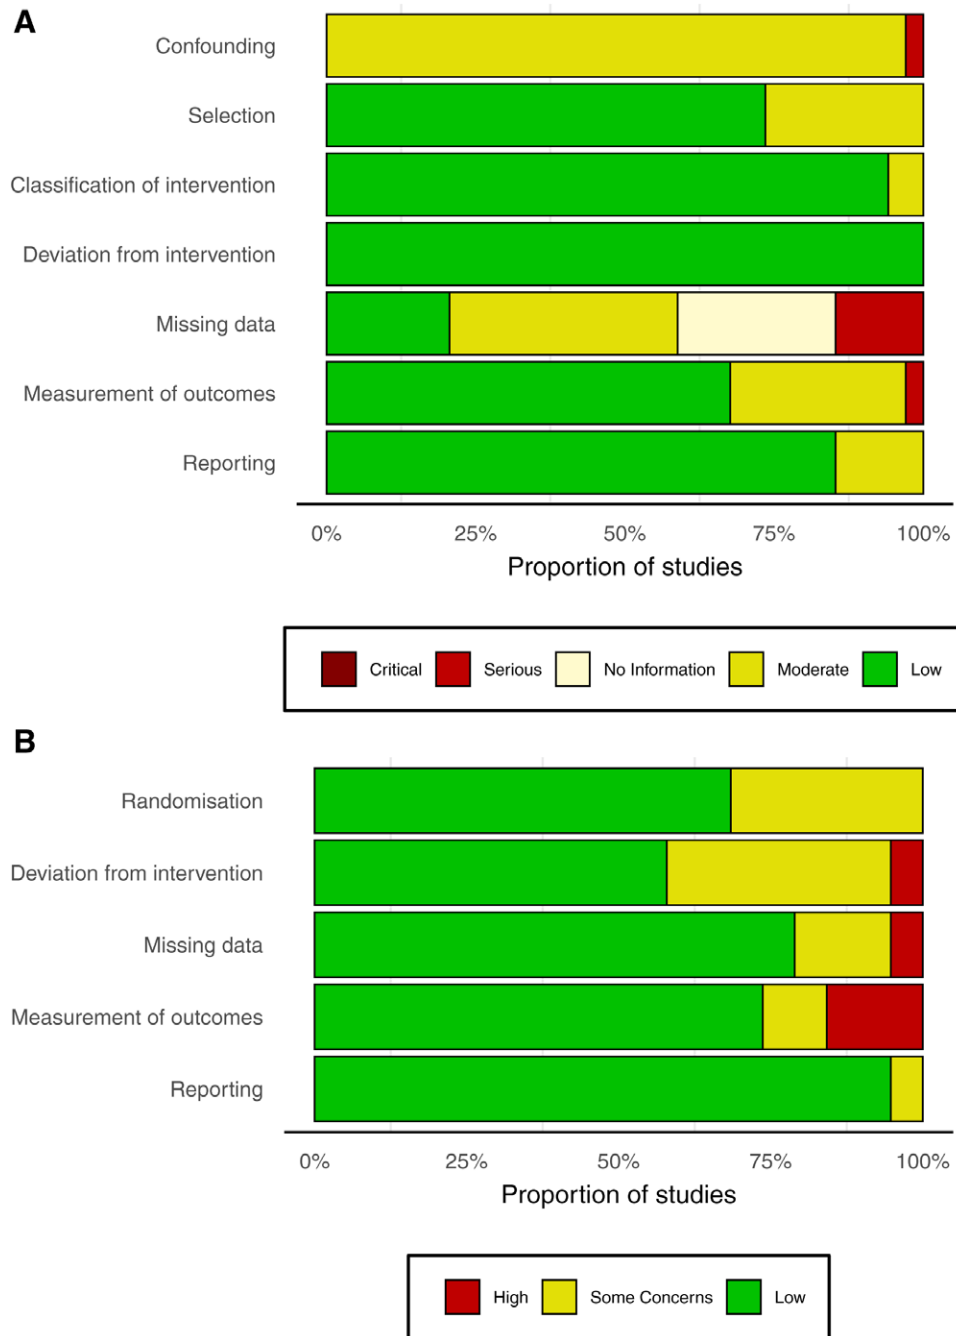 A
Confounding
Selection
Classification of intervention
Deviation from intervention
Missing data
Measurement of outcomes
Reporting
0% 25% 50% 75% 100%
Proportion of studies
Critical Serious No Information Moderate Low
B
Randomisation
Deviation from intervention
Missing data
Measurement of outcomes
Reporting
0% 25% 50% 75% 100%
Proportion of studies
High Some Concerns Low